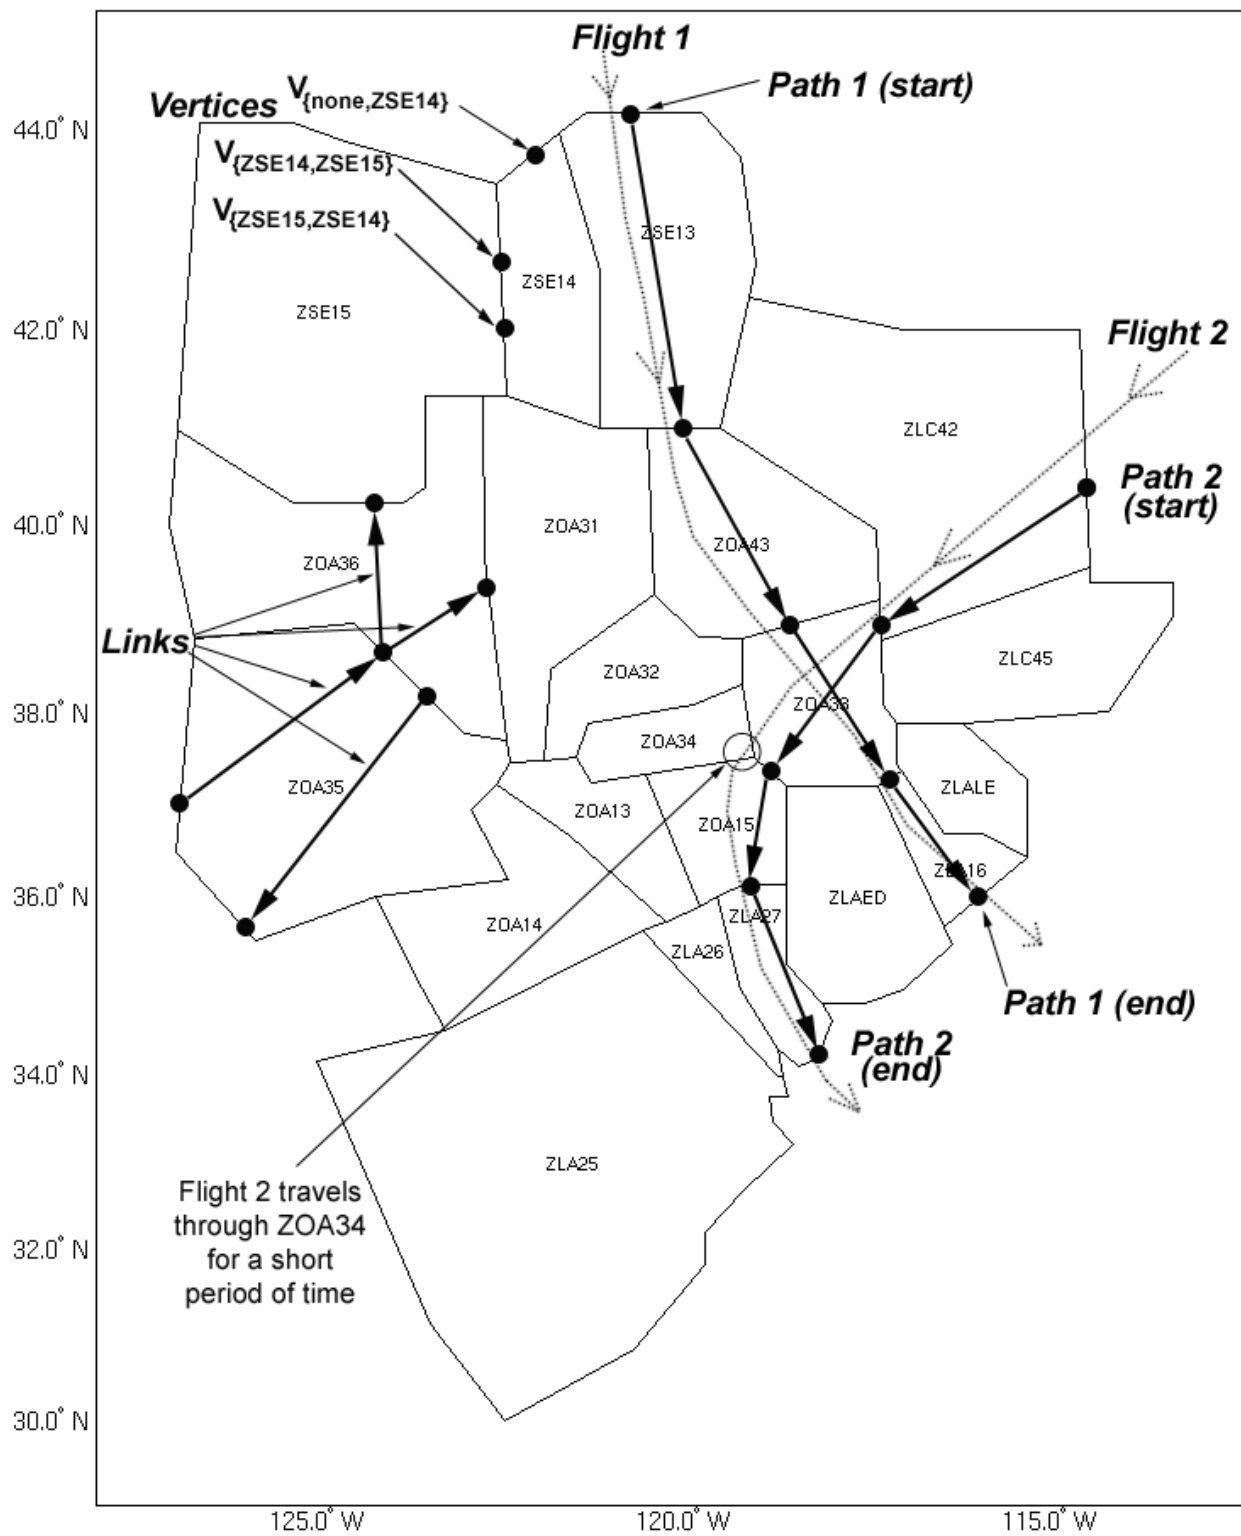 Flight 1
Path 1 (start)
Vertices V{none,ZSE14}
44.0° N
V{ZSE14,ZSE15}
V{ZSE15,ZSE14}
ZSE13
ZSE14
ZSE15
42.0° N
Flight 2
ZLC42
Path 2
(start)
40.0° N
ZOA31
ZOA43
ZOA36
Links
ZLC45
ZOA32
38.0° N
ZOA33
ZOA34
ZOA35
ZLALE
ZOA13
ZOA15
36.0° N
ZLA16
ZLAED
ZLA27
ZOA14
ZLA26
Path 1 (end)
Path 2
(end)
34.0° N
ZLA25
Flight 2 travels
through ZOA34
for a short
period of time
32.0° N
30.0° N
125.0° W
120.0° W
115.0° W